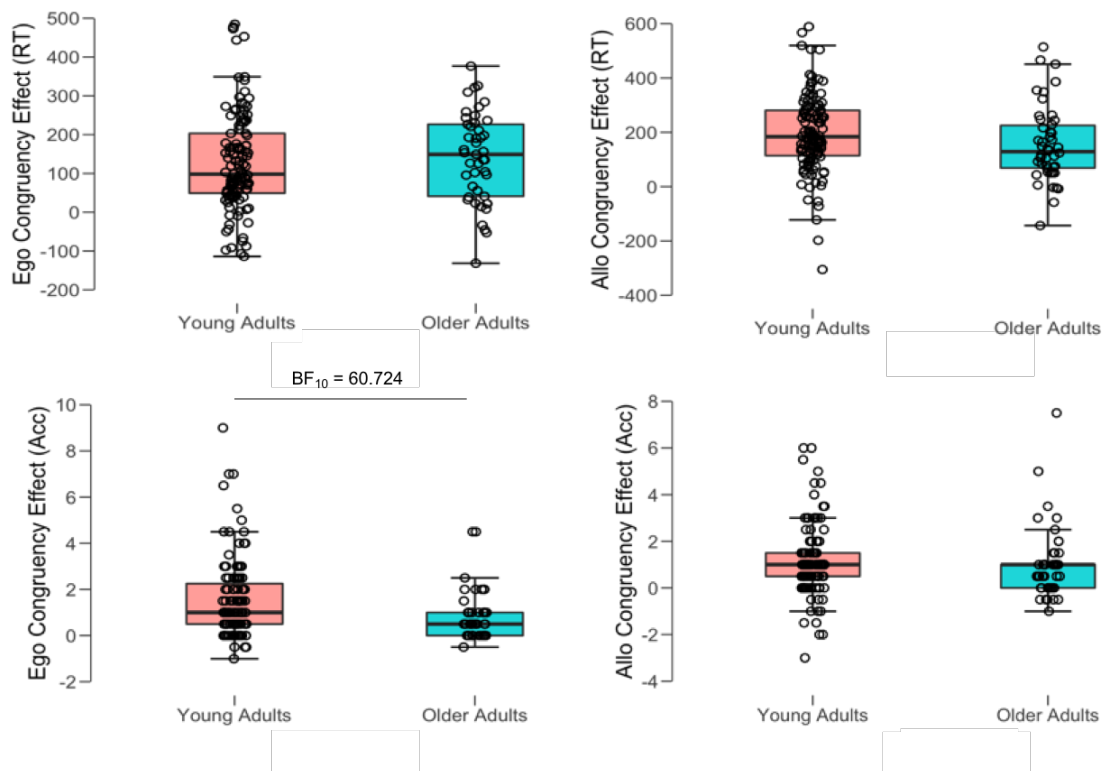 Ego Congruency Effect (RT)
500
400
300
200
100
0
-100
-200
Young Adults
Older Adults
Allo Congruency Effect (RT)
600
400
200
0
-200
-400
Young Adults
Older Adults
BF₁₀ = 60.724
Ego Congruency Effect (Acc)
10
8
6
4
2
0
-2
Young Adults
Older Adults
Allo Congruency Effect (Acc)
8
6
4
2
0
-2
-4
Young Adults
Older Adults